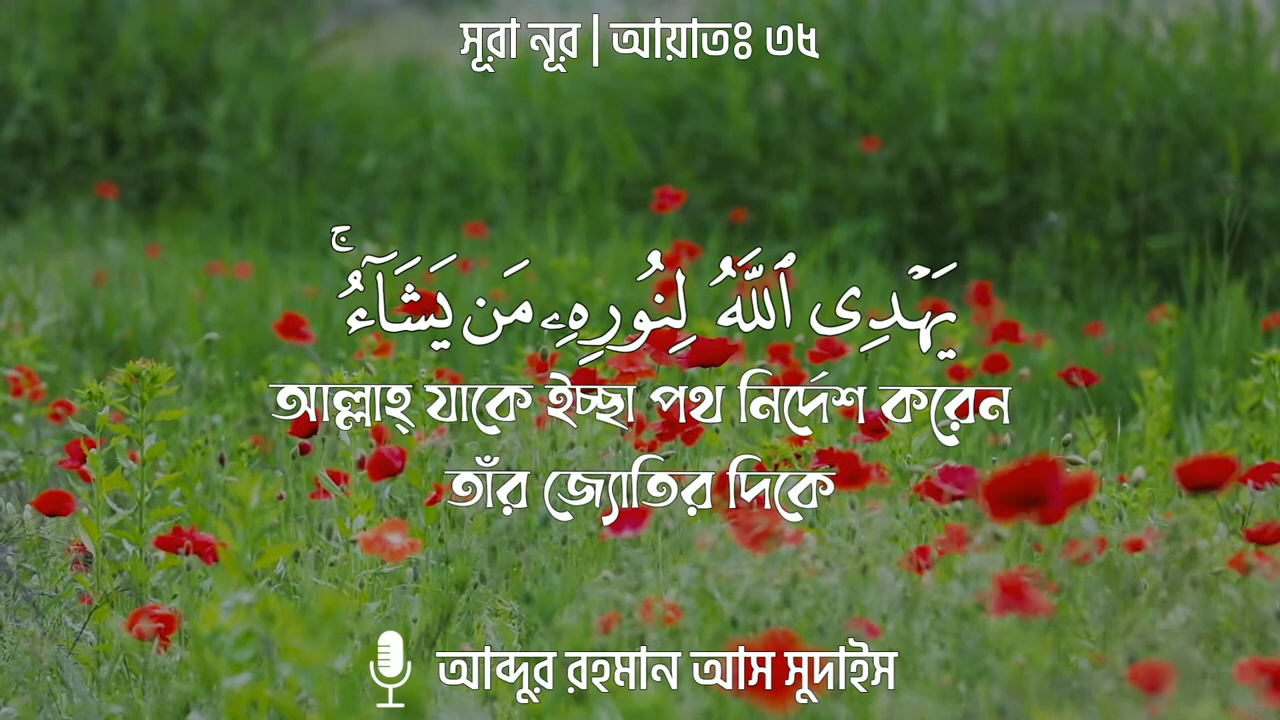 সূরা নূর | আয়াতঃ ৩৫
يَهْدِى ٱللَّهُ لِنُورِهِۦ مَن يَشَآءُ ۚ
আল্লাহ্ যাকে ইচ্ছা পথ নির্দেশ করেন
তাঁর জ্যোতির দিকে
আব্দুর রহমান আস সুদাইস